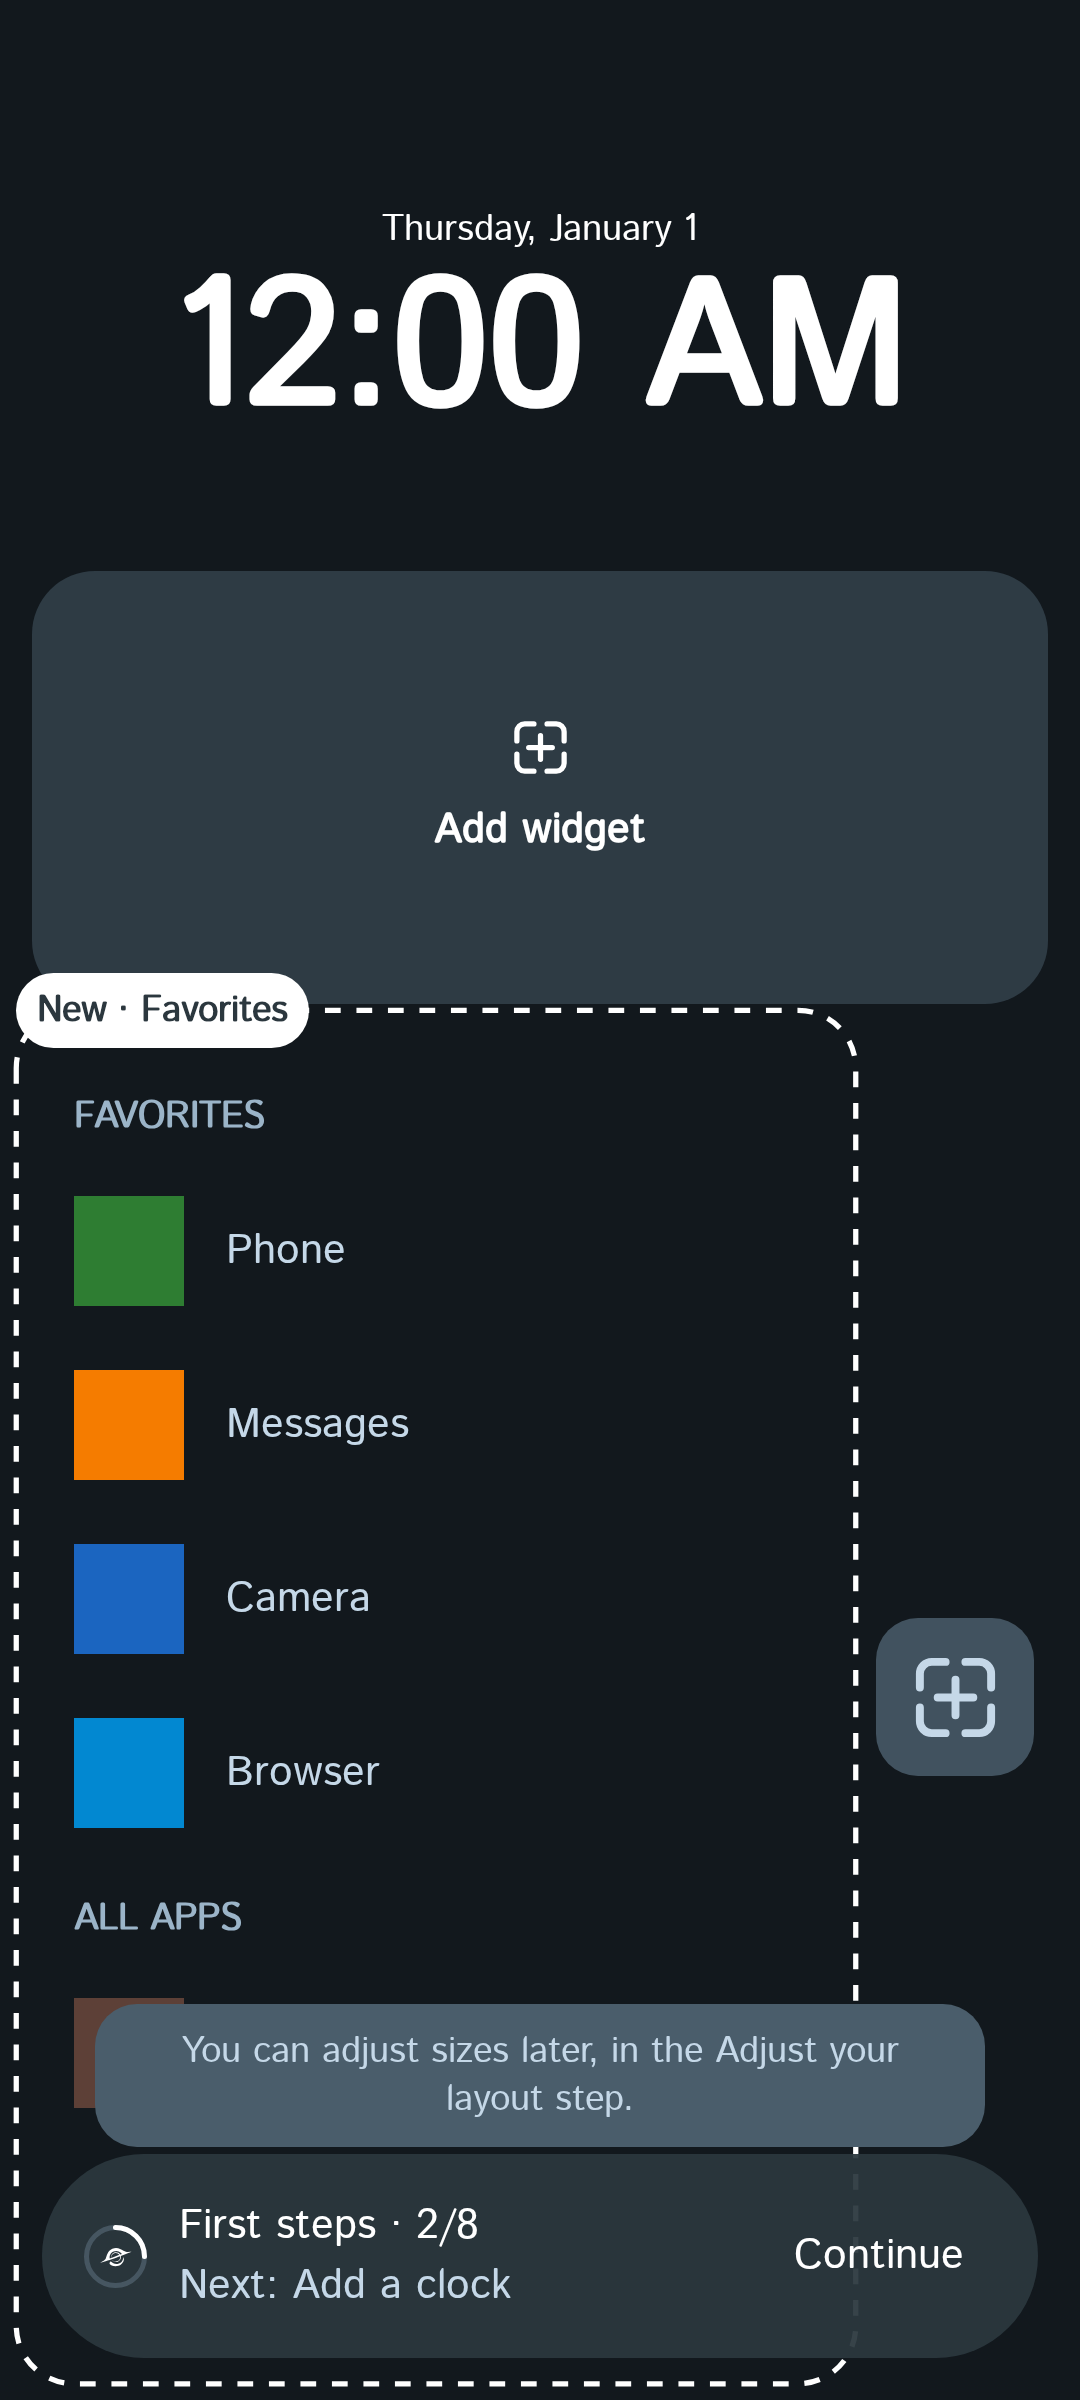 Thursday, January 1
12:00 AM
Add widget
New · Favorites
FAVORITES
Phone
Messages
Camera
Browser
ALL APPS
You can adjust sizes later, in the Adjust your
layout step.
First steps · 2/8
Next: Add a clock
Continue